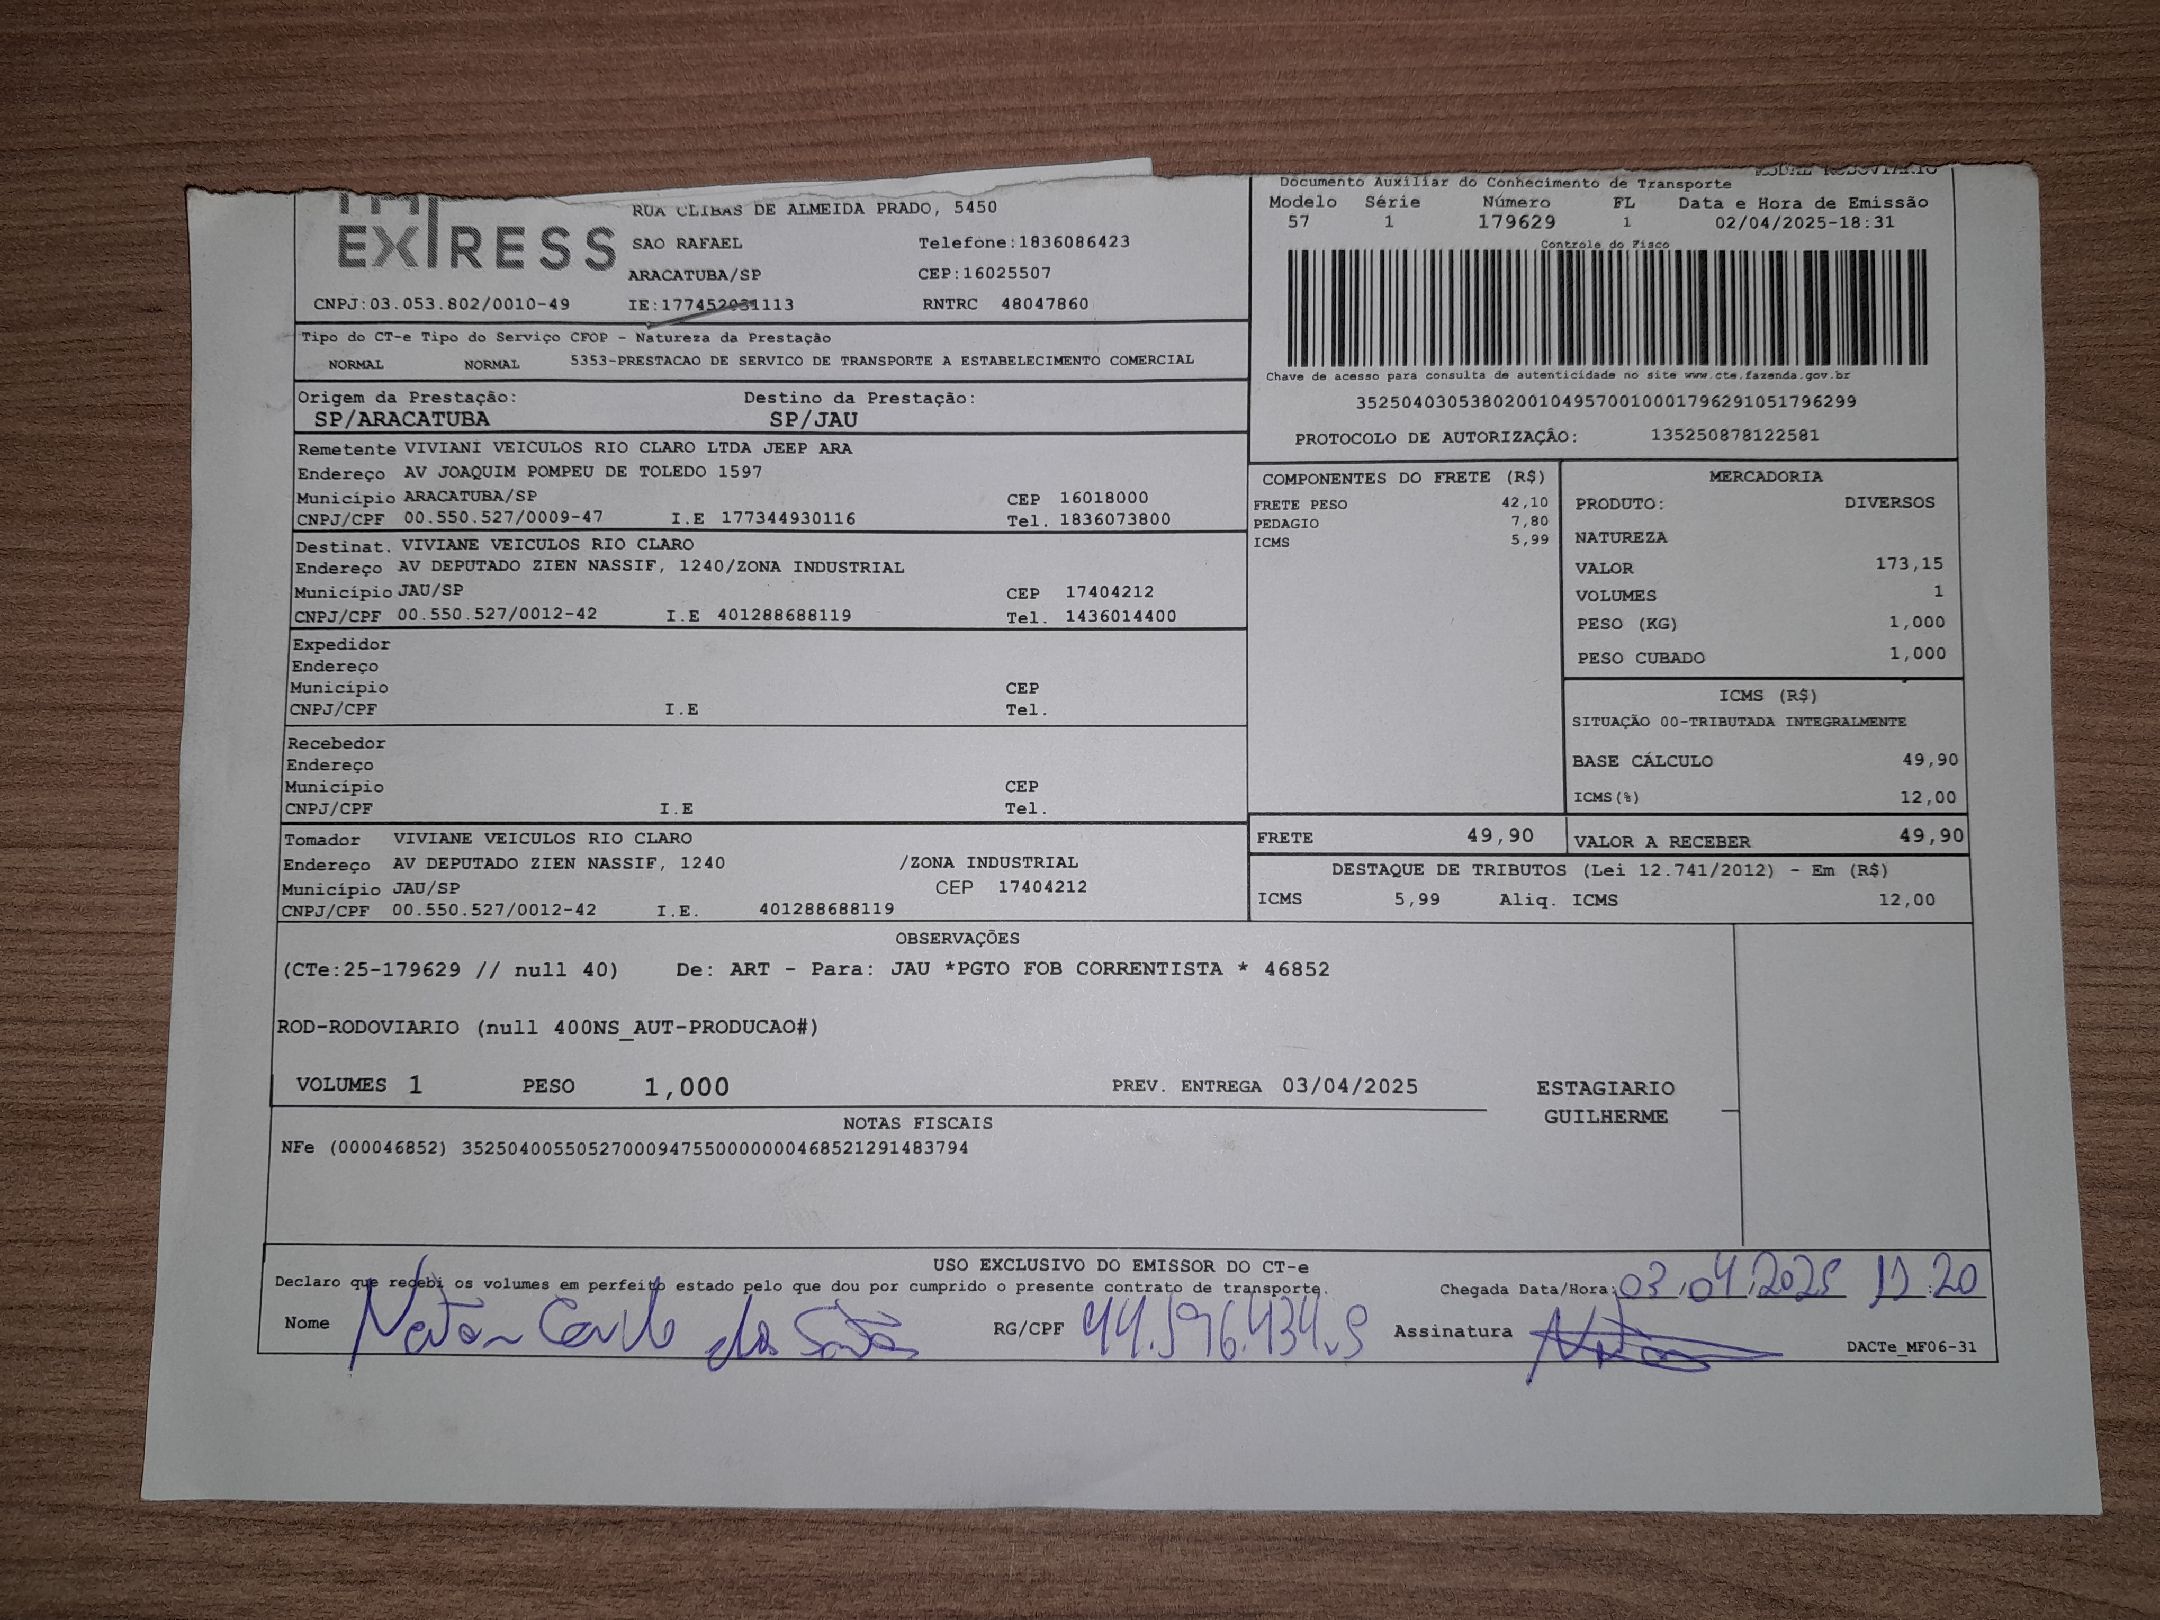 EXPRESS
RUA CLIBAS DE ALMEIDA PRADO, 5450
SAO RAFAEL Telefone:1836086423
ARACATUBA/SP CEP:16025507
CNPJ:03.053.802/0010-49 IE:177452031113 RNTRC 48047860
MODAL RODOVIARIO
Documento Auxiliar do Conhecimento de Transporte
Modelo Série Número FL Data e Hora de Emissão
57 1 179629 1 02/04/2025-18:31
Controle do Fisco
Chave de acesso para consulta de autenticidade no site www.cte.fazenda.gov.br
35250403053802001049570010001796291051796299
PROTOCOLO DE AUTORIZAÇÂO: 135250878122581
Tipo do CT-e Tipo do Serviço CFOP - Natureza da Prestação
NORMAL NORMAL 5353-PRESTACAO DE SERVICO DE TRANSPORTE A ESTABELECIMENTO COMERCIAL
Origem da Prestação: Destino da Prestação:
SP/ARACATUBA SP/JAU
Remetente VIVIANI VEICULOS RIO CLARO LTDA JEEP ARA
Endereço AV JOAQUIM POMPEU DE TOLEDO 1597
Município ARACATUBA/SP CEP 16018000
CNPJ/CPF 00.550.527/0009-47 I.E 177344930116 Tel. 1836073800
Destinat. VIVIANE VEICULOS RIO CLARO
Endereço AV DEPUTADO ZIEN NASSIF, 1240/ZONA INDUSTRIAL
Município JAU/SP CEP 17404212
CNPJ/CPF 00.550.527/0012-42 I.E 401288688119 Tel. 1436014400
Expedidor
Endereço
Município CEP
CNPJ/CPF I.E Tel.
Recebedor
Endereço
Município CEP
CNPJ/CPF I.E Tel.
Tomador VIVIANE VEICULOS RIO CLARO
Endereço AV DEPUTADO ZIEN NASSIF, 1240 /ZONA INDUSTRIAL
Município JAU/SP CEP 17404212
CNPJ/CPF 00.550.527/0012-42 I.E. 401288688119
COMPONENTES DO FRETE (R$)
FRETE PESO 42,10
PEDAGIO 7,80
ICMS 5,99
MERCADORIA
PRODUTO: DIVERSOS
NATUREZA
VALOR 173,15
VOLUMES 1
PESO (KG) 1,000
PESO CUBADO 1,000
ICMS (R$)
SITUAÇÃO 00-TRIBUTADA INTEGRALMENTE
BASE CÁLCULO 49,90
ICMS(%) 12,00
FRETE 49,90 VALOR A RECEBER 49,90
DESTAQUE DE TRIBUTOS (Lei 12.741/2012) - Em (R$)
ICMS 5,99 Aliq. ICMS 12,00
OBSERVAÇÕES
(CTe:25-179629 // null 40) De: ART - Para: JAU *PGTO FOB CORRENTISTA * 46852
ROD-RODOVIARIO (null 400NS_AUT-PRODUCAO#)
VOLUMES 1 PESO 1,000 PREV. ENTREGA 03/04/2025 ESTAGIARIO
GUILHERME
NOTAS FISCAIS
NFe (000046852) 35250400550527000947550000000468521291483794
USO EXCLUSIVO DO EMISSOR DO CT-e
Declaro que recebi os volumes em perfeito estado pelo que dou por cumprido o presente contrato de transporte.
Chegada Data/Hora: 03/04/2025 11:20
Nome dos Santos RG/CPF 44.596.434.9 Assinatura
DACTe_MF06-31